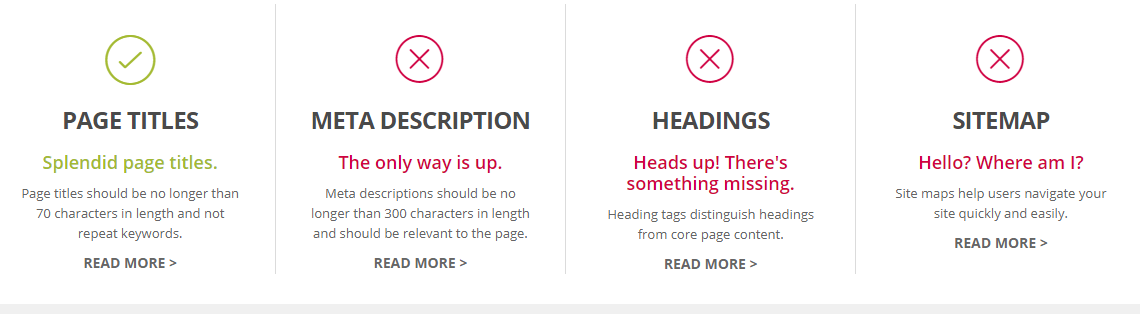 PAGE TITLES
Splendid page titles.
Page titles should be no longer than
70 characters in length and not
repeat keywords.
READ MORE >
META DESCRIPTION
The only way is up.
Meta descriptions should be no
longer than 300 characters in length
and should be relevant to the page.
READ MORE >
HEADINGS
Heads up! There's
something missing.
Heading tags distinguish headings
from core page content.
READ MORE >
SITEMAP
Hello? Where am I?
Site maps help users navigate your
site quickly and easily.
READ MORE >